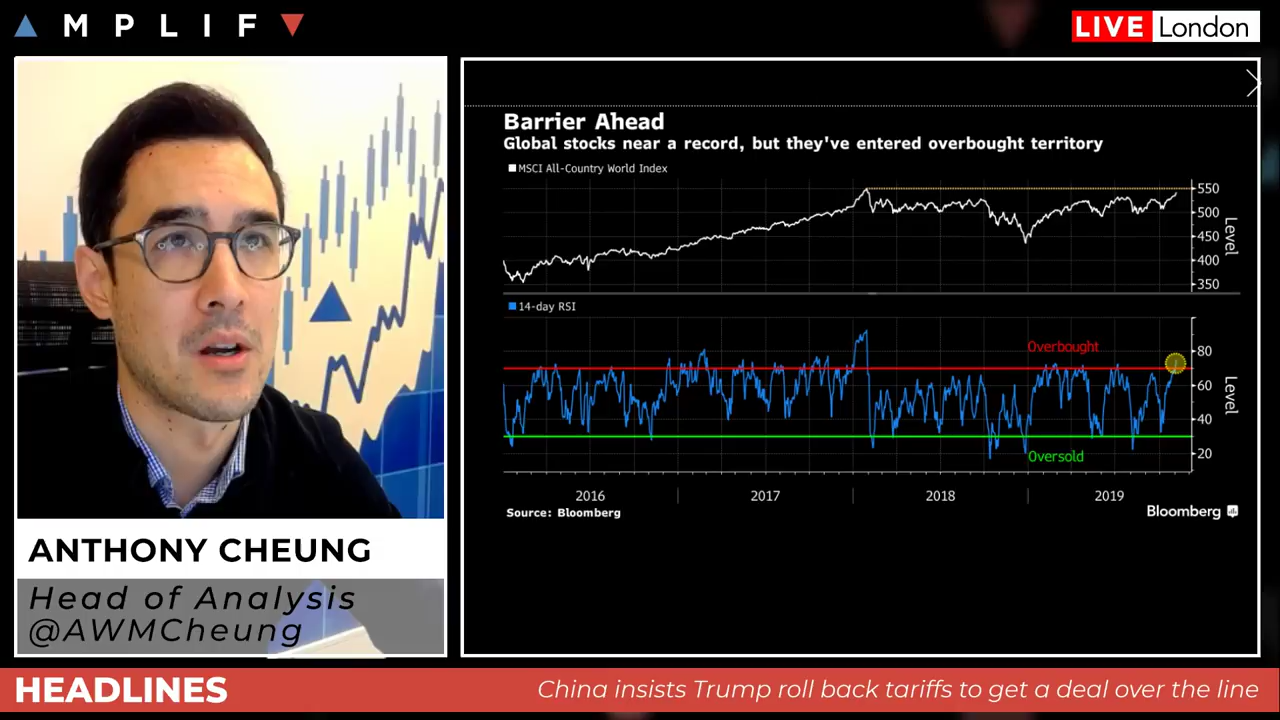 AMPLIFY
LIVE London
Barrier Ahead
Global stocks near a record, but they've entered overbought territory
MSCI All-Country World Index
550
500
450
400
350
Level
14-day RSI
Overbought
80
60
40
20
Level
Oversold
2016 2017 2018 2019
Source: Bloomberg
Bloomberg
ANTHONY CHEUNG
Head of Analysis
@AWMCheung
HEADLINES
China insists Trump roll back tariffs to get a deal over the line